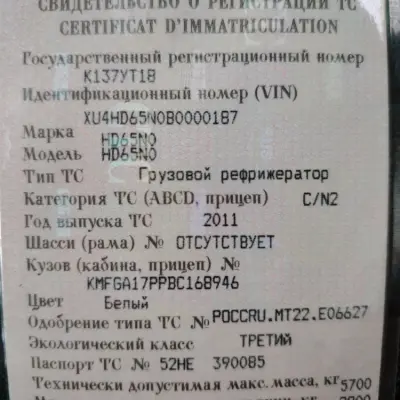 СВИДЕТЕЛЬСТВО О РЕГИСТРАЦИИ ТС
CERTIFICAT D'IMMATRICULATION
Государственный регистрационный номер
К137УТ18
Идентификационный номер (VIN)
XU4HD65N0B0000187
Марка HD65N0
Модель HD65N0
Тип ТС Грузовой рефрижератор
Категория ТС (ABCD, прицеп) C/N2
Год выпуска ТС 2011
Шасси (рама) № ОТСУТСТВУЕТ
Кузов (кабина, прицеп) №
KMFGA17PPBC168946
Цвет Белый
Одобрение типа ТС № РОССRU.MT22.E06627
Экологический класс ТРЕТИЙ
Паспорт ТС № 52НЕ 390085
Технически допустимая макс. масса, кг 5700